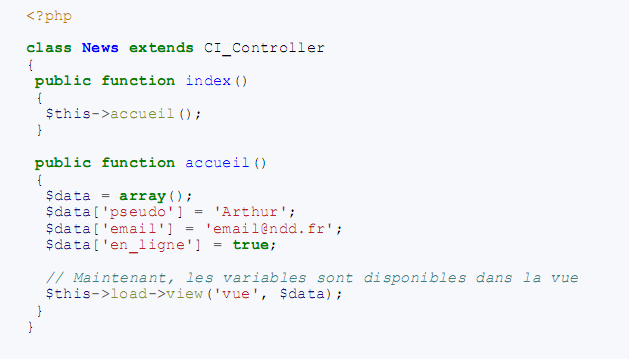 <?php
class News extends CI_Controller
{
public function index()
{
$this->accueil();
}
public function accueil()
{
$data = array();
$data['pseudo'] = 'Arthur';
$data['email'] = 'email@ndd.fr';
$data['en_ligne'] = true;
// Maintenant, les variables sont disponibles dans la vue
$this->load->view('vue', $data);
}
}